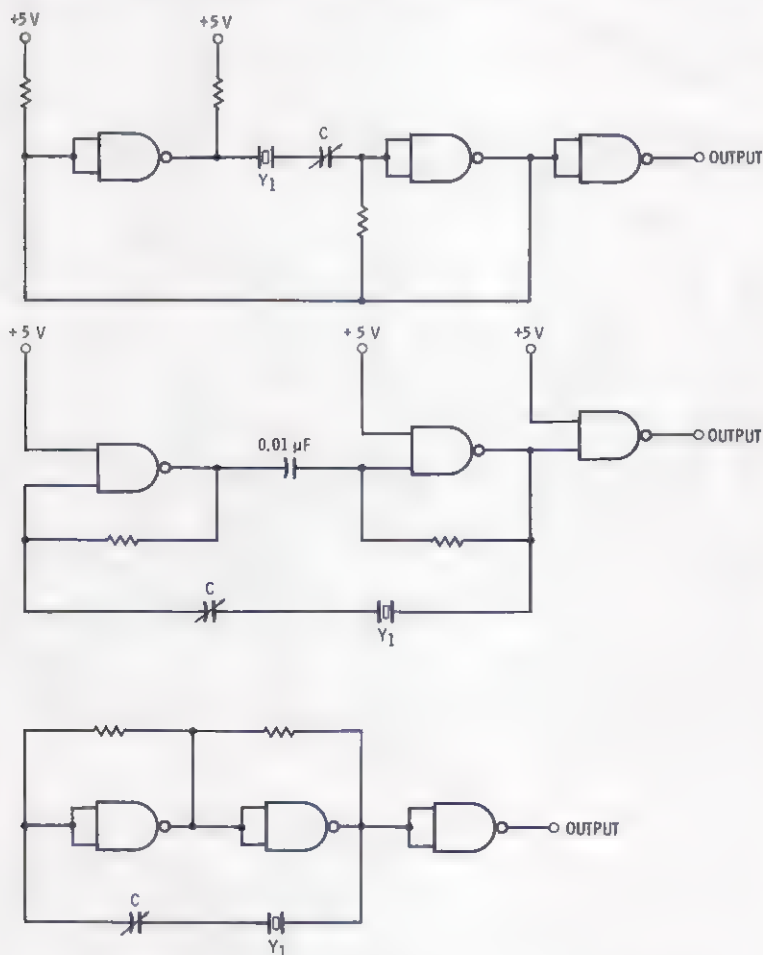 +5 V
+5 V
C
Y1
OUTPUT
+ 5 V
+ 5 V
+5 V
0.01 μF
OUTPUT
C
Y1
C
OUTPUT
Y1